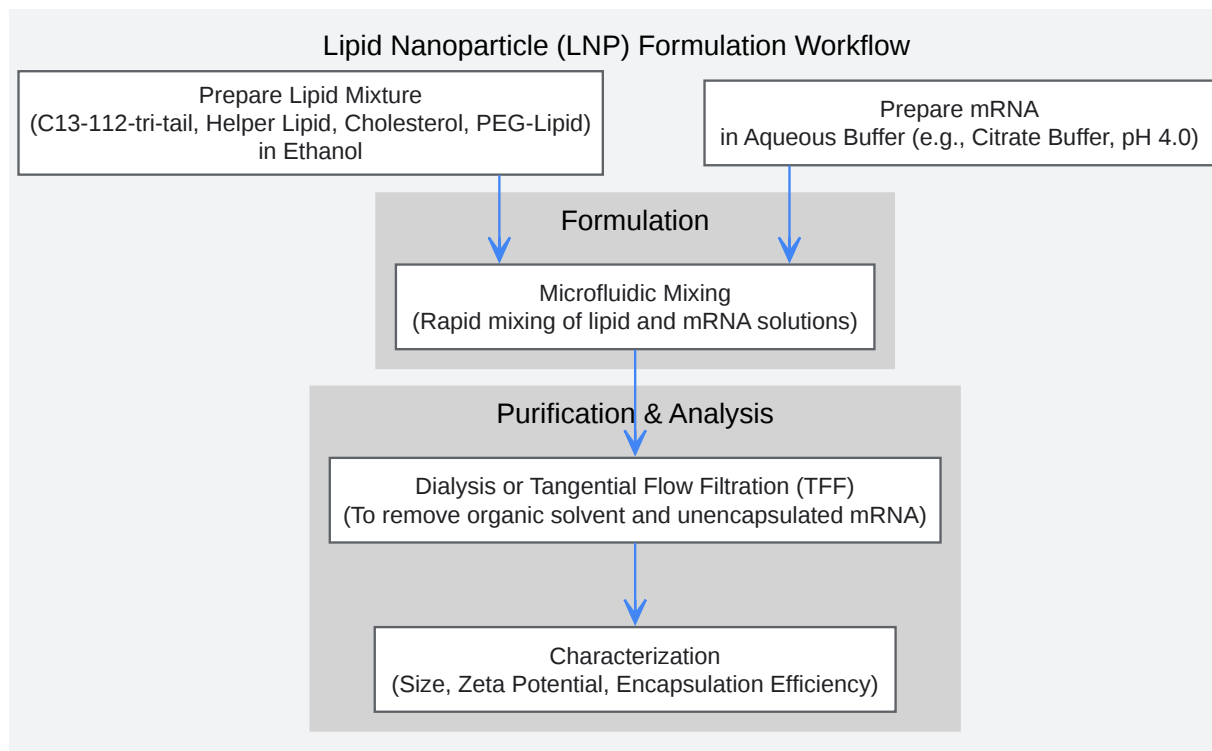 Lipid Nanoparticle (LNP) Formulation Workflow
Prepare Lipid Mixture
(C13-112-tri-tail, Helper Lipid, Cholesterol, PEG-Lipid)
in Ethanol
Prepare mRNA
in Aqueous Buffer (e.g., Citrate Buffer, pH 4.0)
Formulation
Microfluidic Mixing
(Rapid mixing of lipid and mRNA solutions)
Purification & Analysis
Dialysis or Tangential Flow Filtration (TFF)
(To remove organic solvent and unencapsulated mRNA)
Characterization
(Size, Zeta Potential, Encapsulation Efficiency)